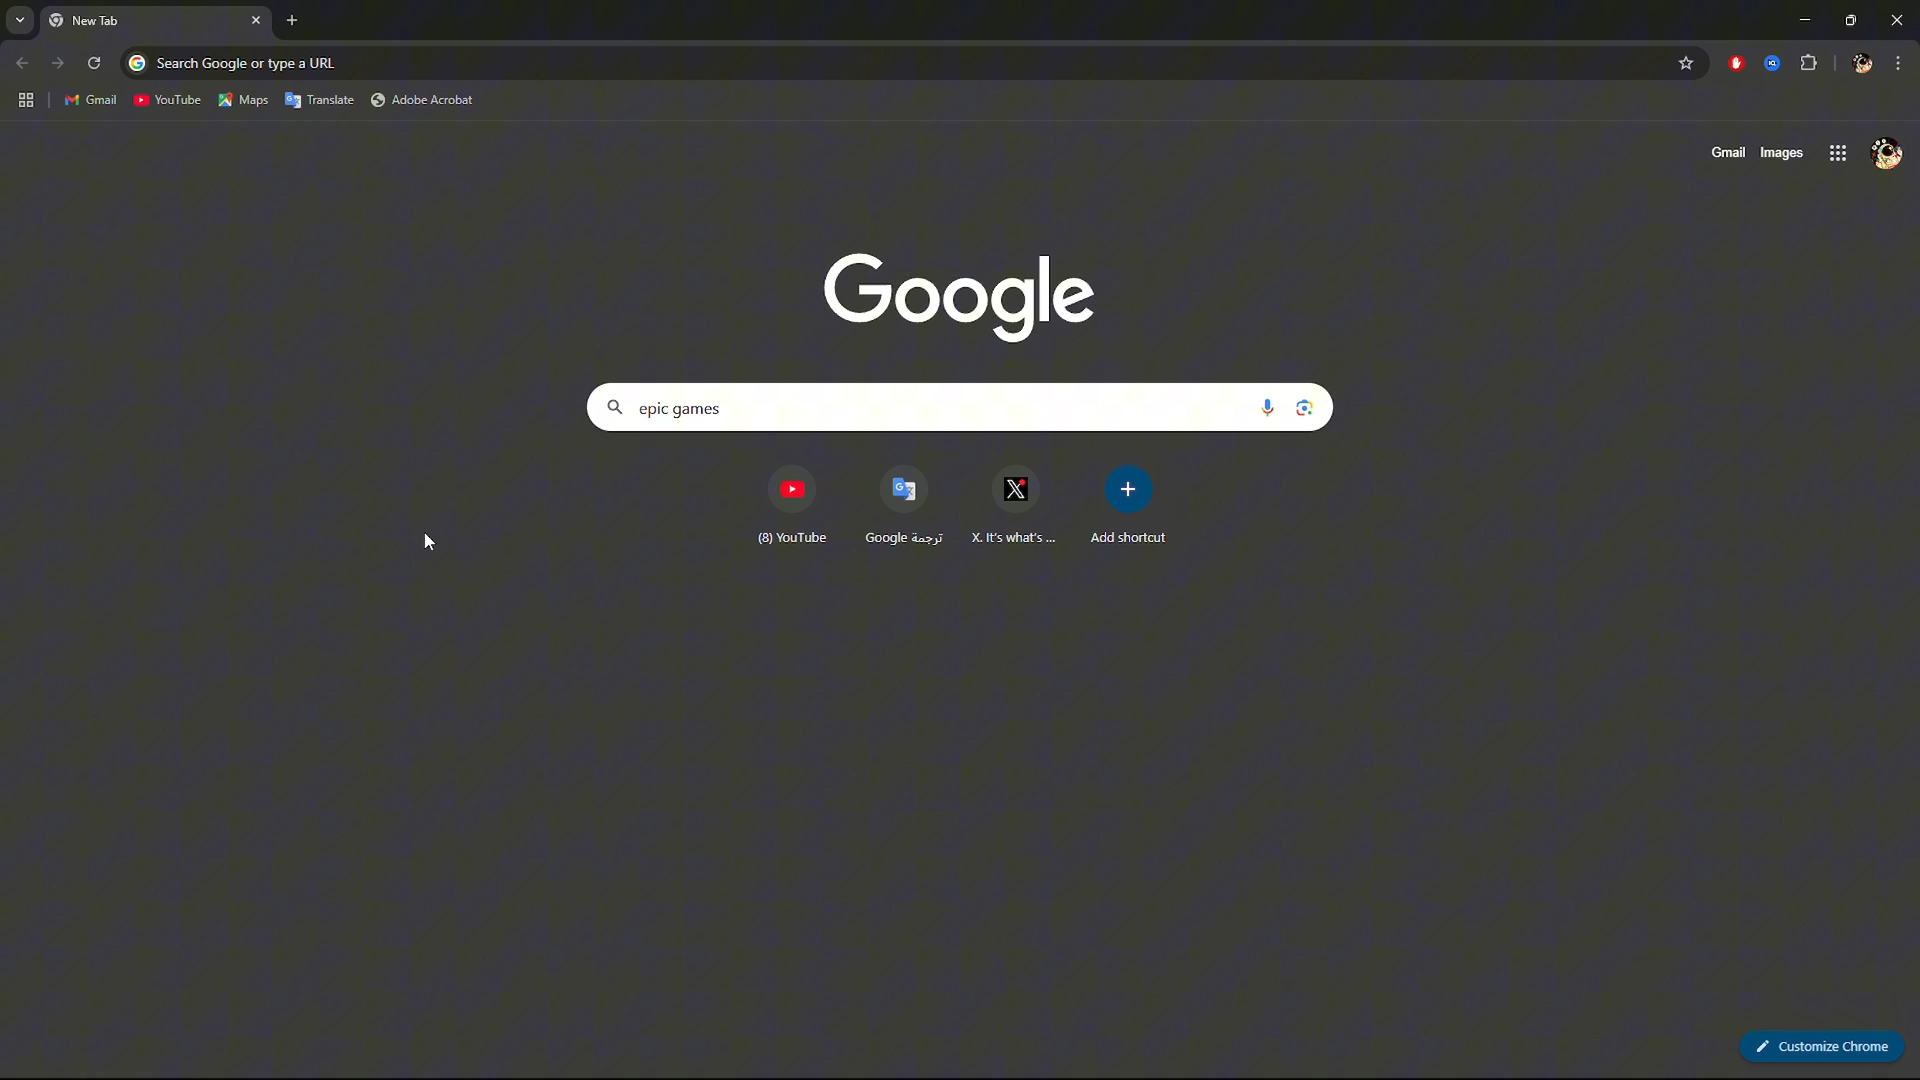 New Tab
Search Google or type a URL
Gmail YouTube Maps Translate Adobe Acrobat
Gmail Images
Google
epic games
(8) YouTube
ترجمة Google
X. It's what's ...
Add shortcut
Customize Chrome